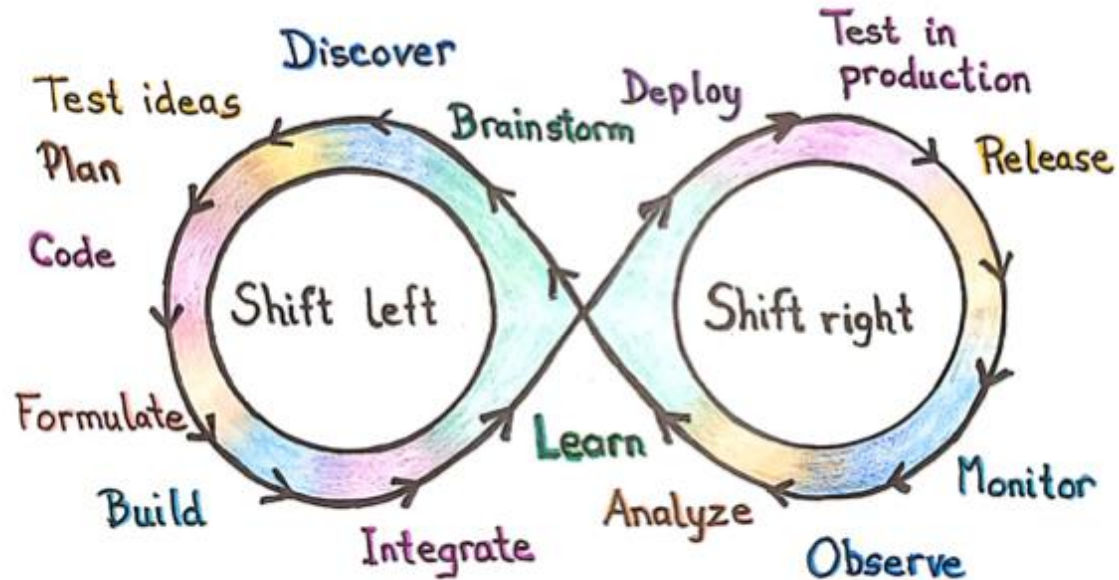 Discover
Test ideas
Plan
Code
Formulate
Build
Integrate
Brainstorm
Shift left
Deploy
Test in
production
Release
Monitor
Observe
Analyze
Learn
Shift right